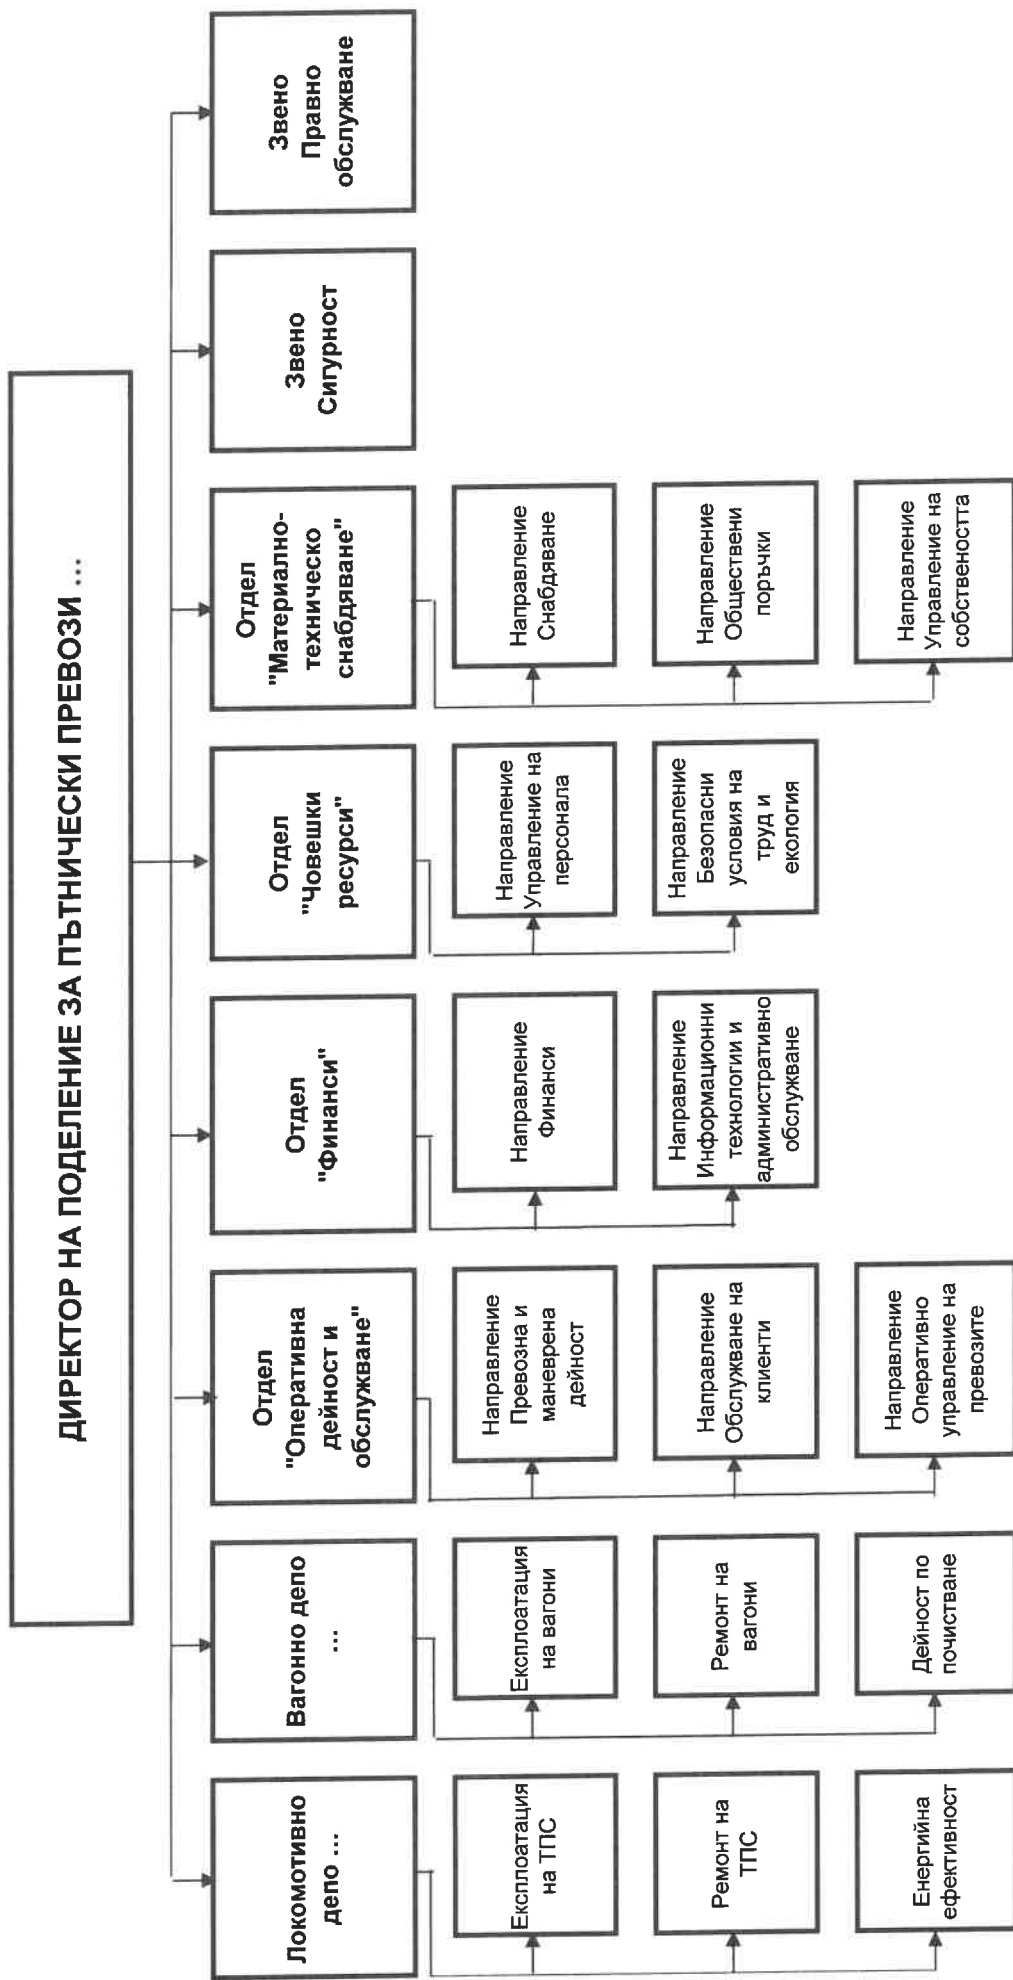 ДИРЕКТОР НА ПОДЕЛЕНИЕ ЗА ПЪТНИЧЕСКИ ПРЕВОЗИ ...
Локомотивно
депо ...
Експлоатация
на ТПС
Ремонт на
ТПС
Енергийна
ефективност
Вагонно депо
...
Експлоатация
на вагони
Ремонт на
вагони
Дейност по
почистване
Отдел
"Оперативна
дейност и
обслужване"
Направление
Превозна и
маневрена
дейност
Направление
Обслужване на
клиенти
Направление
Оперативно
управление на
превозите
Отдел
"Финанси"
Направление
Финанси
Направление
Информационни
технологии и
административно
обслужване
Отдел
"Човешки
ресурси"
Направление
Управление на
персонала
Направление
Безопасни
условия на
труд и
екология
Отдел
"Материално-
техническо
снабдяване"
Направление
Снабдяване
Направление
Обществени
поръчки
Направление
Управление на
собствеността
Звено
Сигурност
Звено
Правно
обслужване